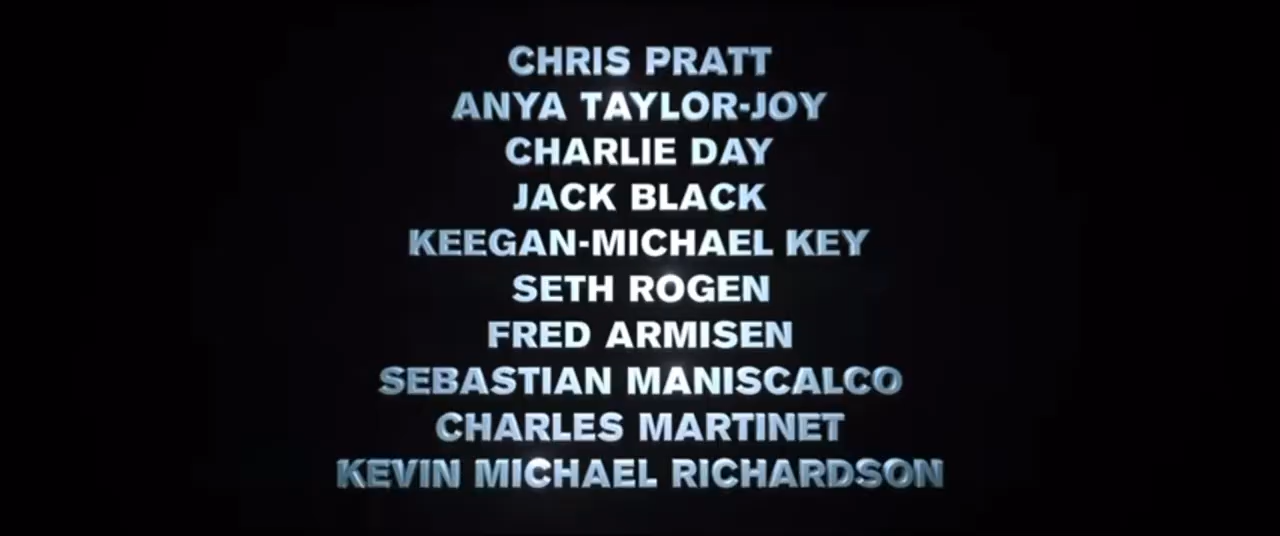 CHRIS PRATT
ANYA TAYLOR-JOY
CHARLIE DAY
JACK BLACK
KEEGAN-MICHAEL KEY
SETH ROGEN
FRED ARMISEN
SEBASTIAN MANISCALCO
CHARLES MARTINET
KEVIN MICHAEL RICHARDSON